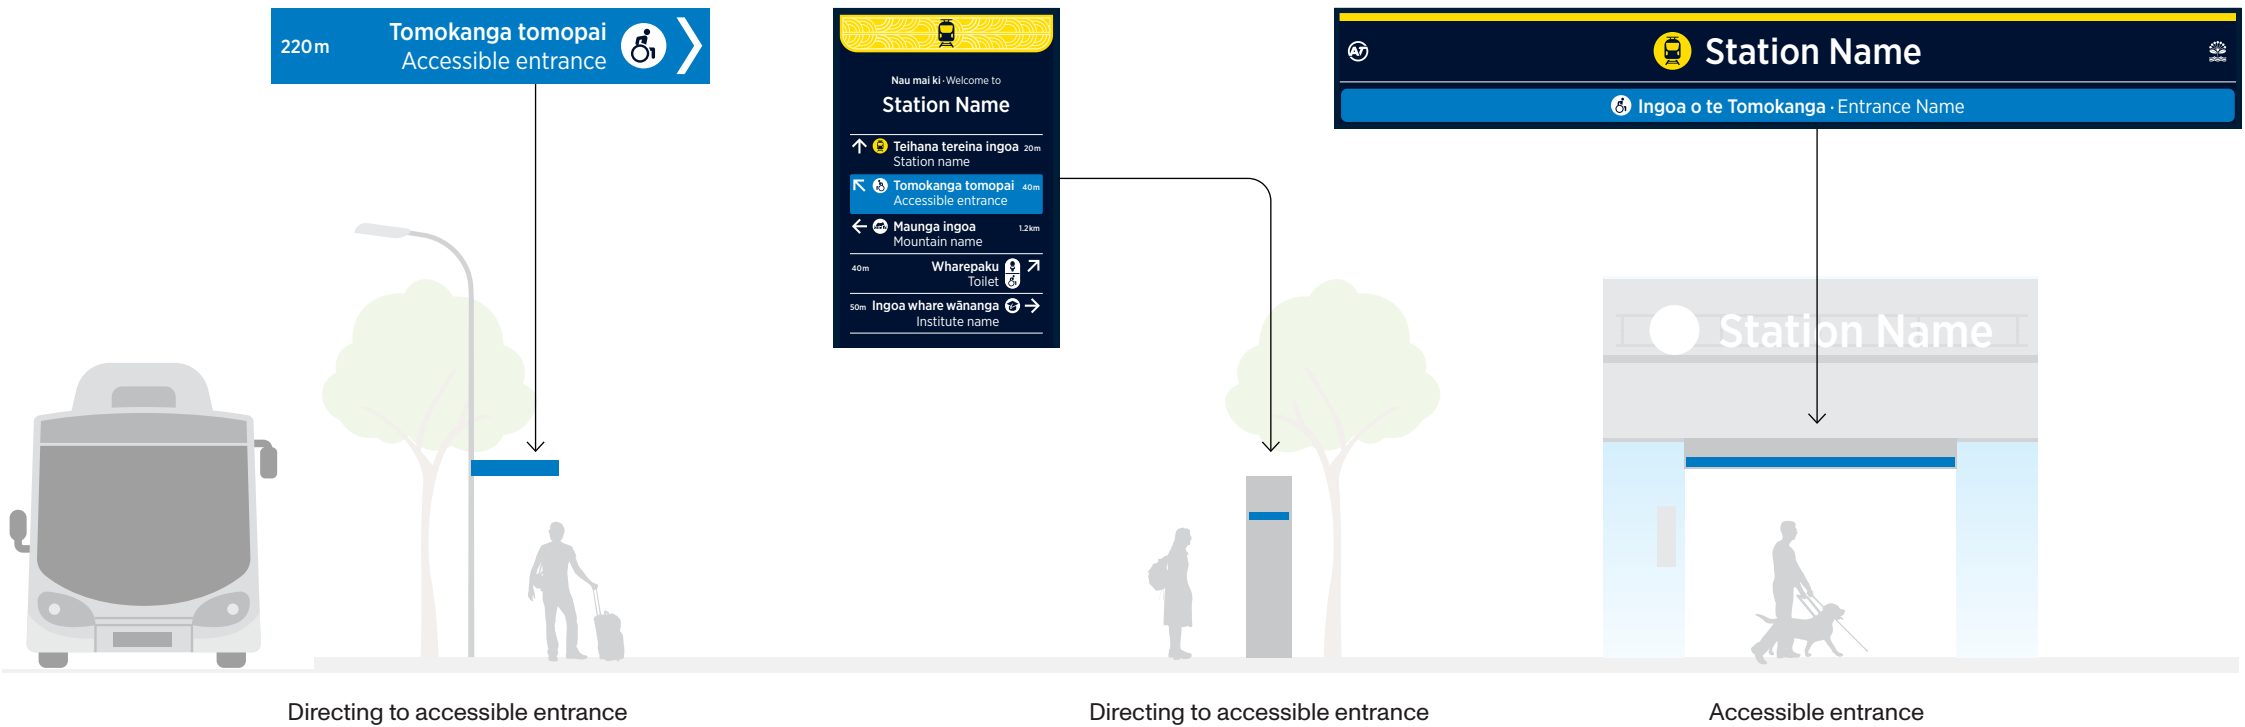 220m
Tomokanga tomopai
Accessible entrance
Nau mai ki · Welcome to
Station Name
Teihana tereina ingoa 20m
Station name
Tomokanga tomopai 40m
Accessible entrance
Maunga ingoa 1.2km
Mountain name
40m Wharepaku
Toilet
50m Ingoa whare wānanga
Institute name
AT
Station Name
Ingoa o te Tomokanga · Entrance Name
Station Name
Directing to accessible entrance
Directing to accessible entrance
Accessible entrance